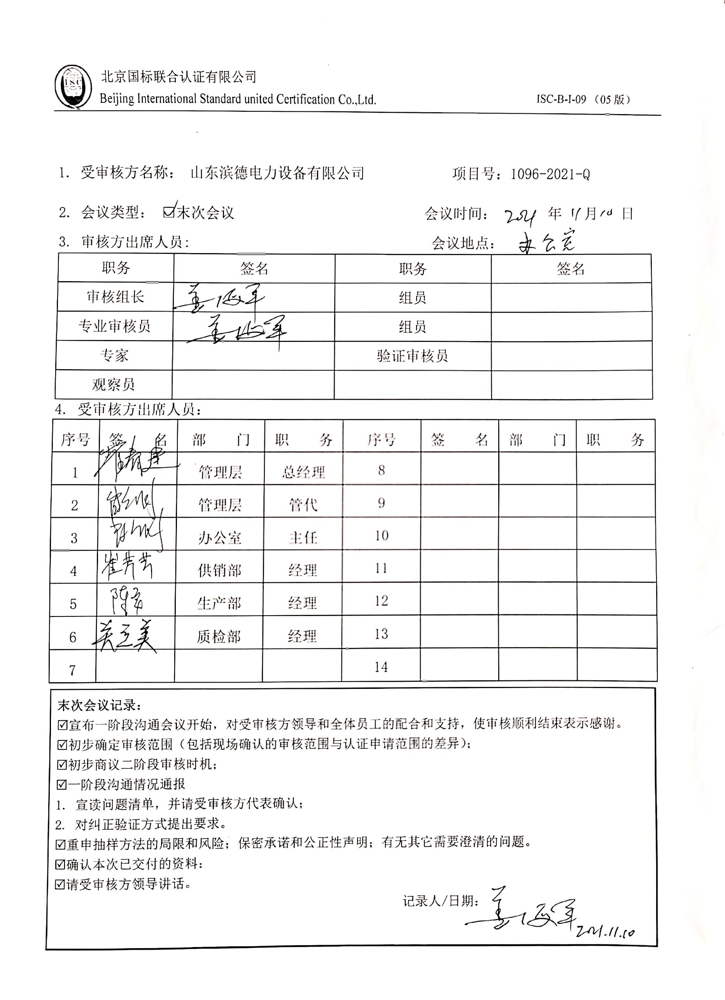 ISC
北京国标联合认证有限公司
Beijing International Standard united Certification Co.,Ltd.
ISC-B-I-09 （05 版）
1. 受审核方名称： 山东滨德电力设备有限公司 项目号：1096-2021-Q
2. 会议类型： ☑末次会议 会议时间： 2021 年 11 月 10 日
3. 审核方出席人员： 会议地点： 办公室
职务 签名 职务 签名
审核组长 姜海军 组员
专业审核员 姜海军 组员
专家 验证审核员
观察员
4. 受审核方出席人员：
序号 签 名 部 门 职 务 序号 签 名 部 门 职 务
1 管理层 总经理 8
2 管理层 管代 9
3 办公室 主任 10
4 崔芳芳 供销部 经理 11
5 生产部 经理 12
6 质检部 经理 13
7 14
末次会议记录：
☑宣布一阶段沟通会议开始，对受审核方领导和全体员工的配合和支持，使审核顺利结束表示感谢。
☑初步确定审核范围（包括现场确认的审核范围与认证申请范围的差异）；
☑初步商议二阶段审核时机；
☑一阶段沟通情况通报
1. 宣读问题清单，并请受审核方代表确认；
2. 对纠正验证方式提出要求。
☑重申抽样方法的局限和风险；保密承诺和公正性声明；有无其它需要澄清的问题。
☑确认本次已交付的资料：
☑请受审核方领导讲话。
记录人/日期： 姜海军 2021.11.10